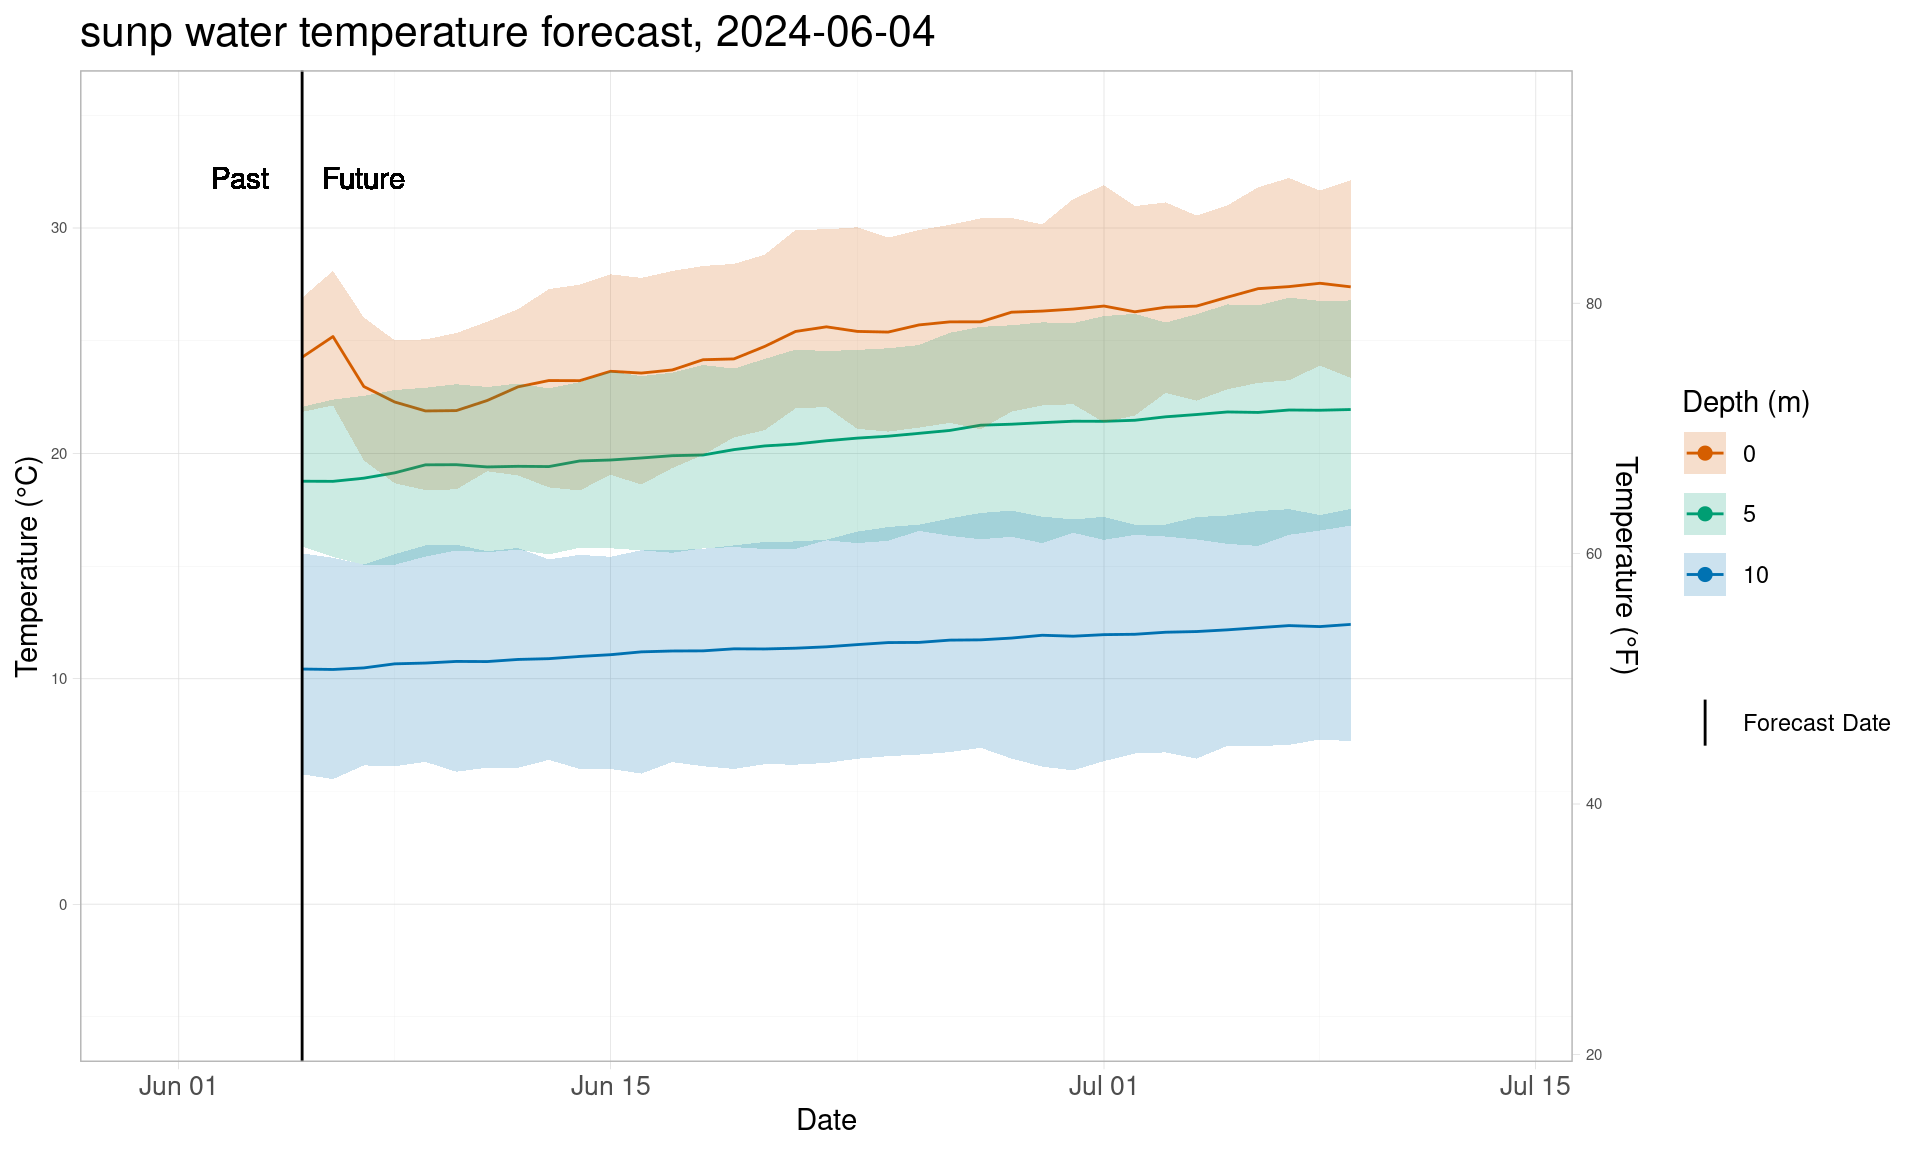 sunp water temperature forecast, 2024-06-04
Past
Future
30
20
10
0
Temperature (°C)
80
60
40
20
Temperature (°F)
Jun 01
Jun 15
Jul 01
Jul 15
Date
Depth (m)
0
5
10
Forecast Date